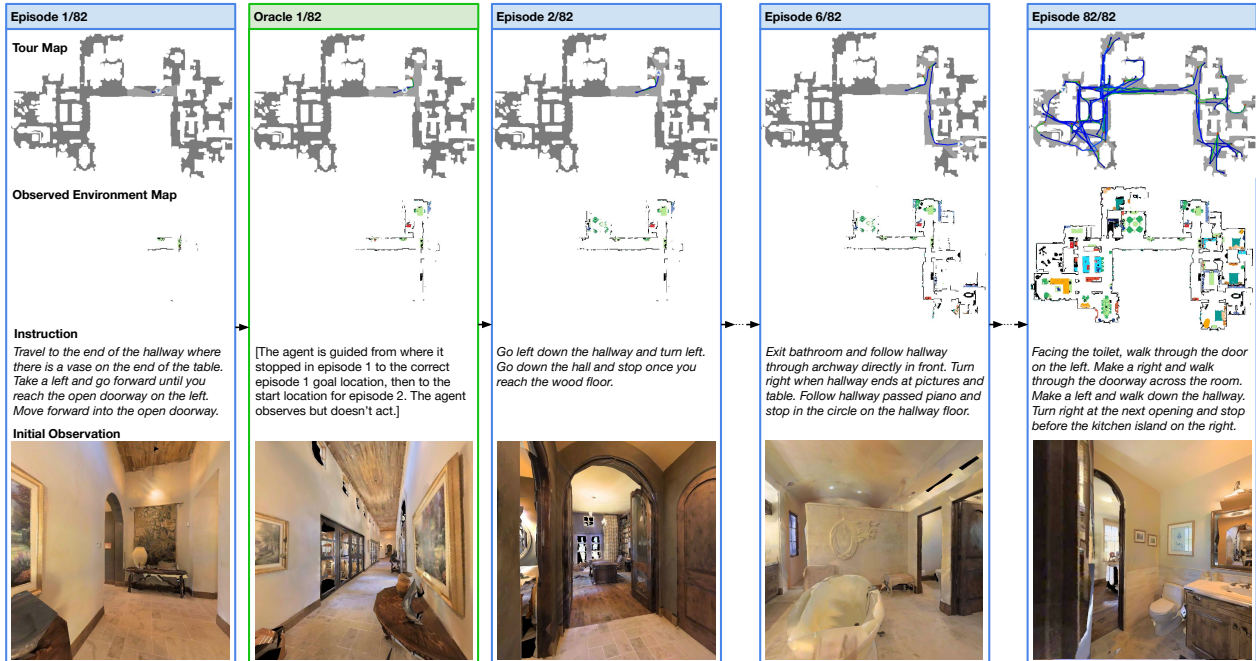 Episode 1/82
Oracle 1/82
Episode 2/82
Episode 6/82
Episode 82/82
Tour Map
Observed Environment Map
Instruction
Travel to the end of the hallway where
there is a vase on the end of the table.
Take a left and go forward until you
reach the open doorway on the left.
Move forward into the open doorway.
[The agent is guided from where it
stopped in episode 1 to the correct
episode 1 goal location, then to the
start location for episode 2. The agent
observes but doesn't act.]
Go left down the hallway and turn left.
Go down the hall and stop once you
reach the wood floor.
Exit bathroom and follow hallway
through archway directly in front. Turn
right when hallway ends at pictures and
table. Follow hallway passed piano and
stop in the circle on the hallway floor.
Facing the toilet, walk through the door
on the left. Make a right and walk
through the doorway across the room.
Make a left and walk down the hallway.
Turn right at the next opening and stop
before the kitchen island on the right.
Initial Observation